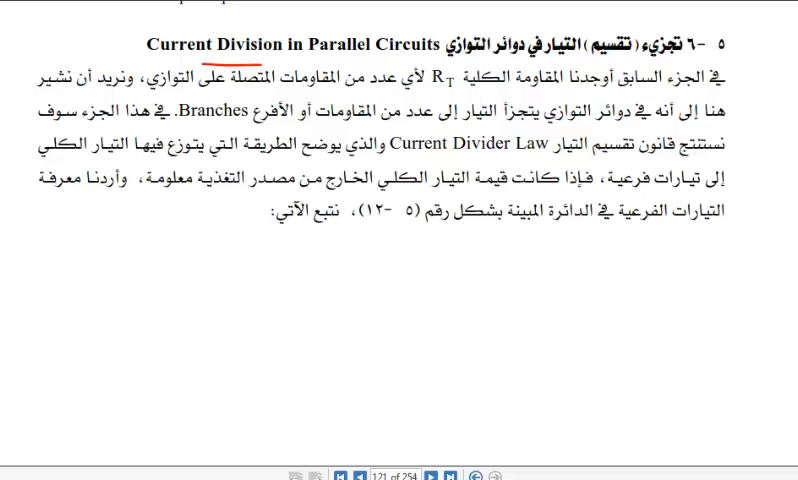 ٥ -٦ تجزيء (تقسيم) التيار في دوائر التوازي Current Division in Parallel Circuits
في الجزء السابق أوجدنا المقاومة الكلية RT لأي عدد من المقاومات المتصلة على التوازي، ونريد أن نشير
هنا إلى أنه في دوائر التوازي يتجزأ التيار إلى عدد من المقاومات أو الأفرع Branches. في هذا الجزء سوف
نستنتج قانون تقسيم التيار Current Divider Law والذي يوضح الطريقة التي يتوزع فيها التيار الكلي
إلى تيارات فرعية، فإذا كانت قيمة التيار الكلي الخارج من مصدر التغذية معلومة، وأردنا معرفة
التيارات الفرعية في الدائرة المبينة بشكل رقم (٥ -١٢)، نتبع الآتي:
121 of 254